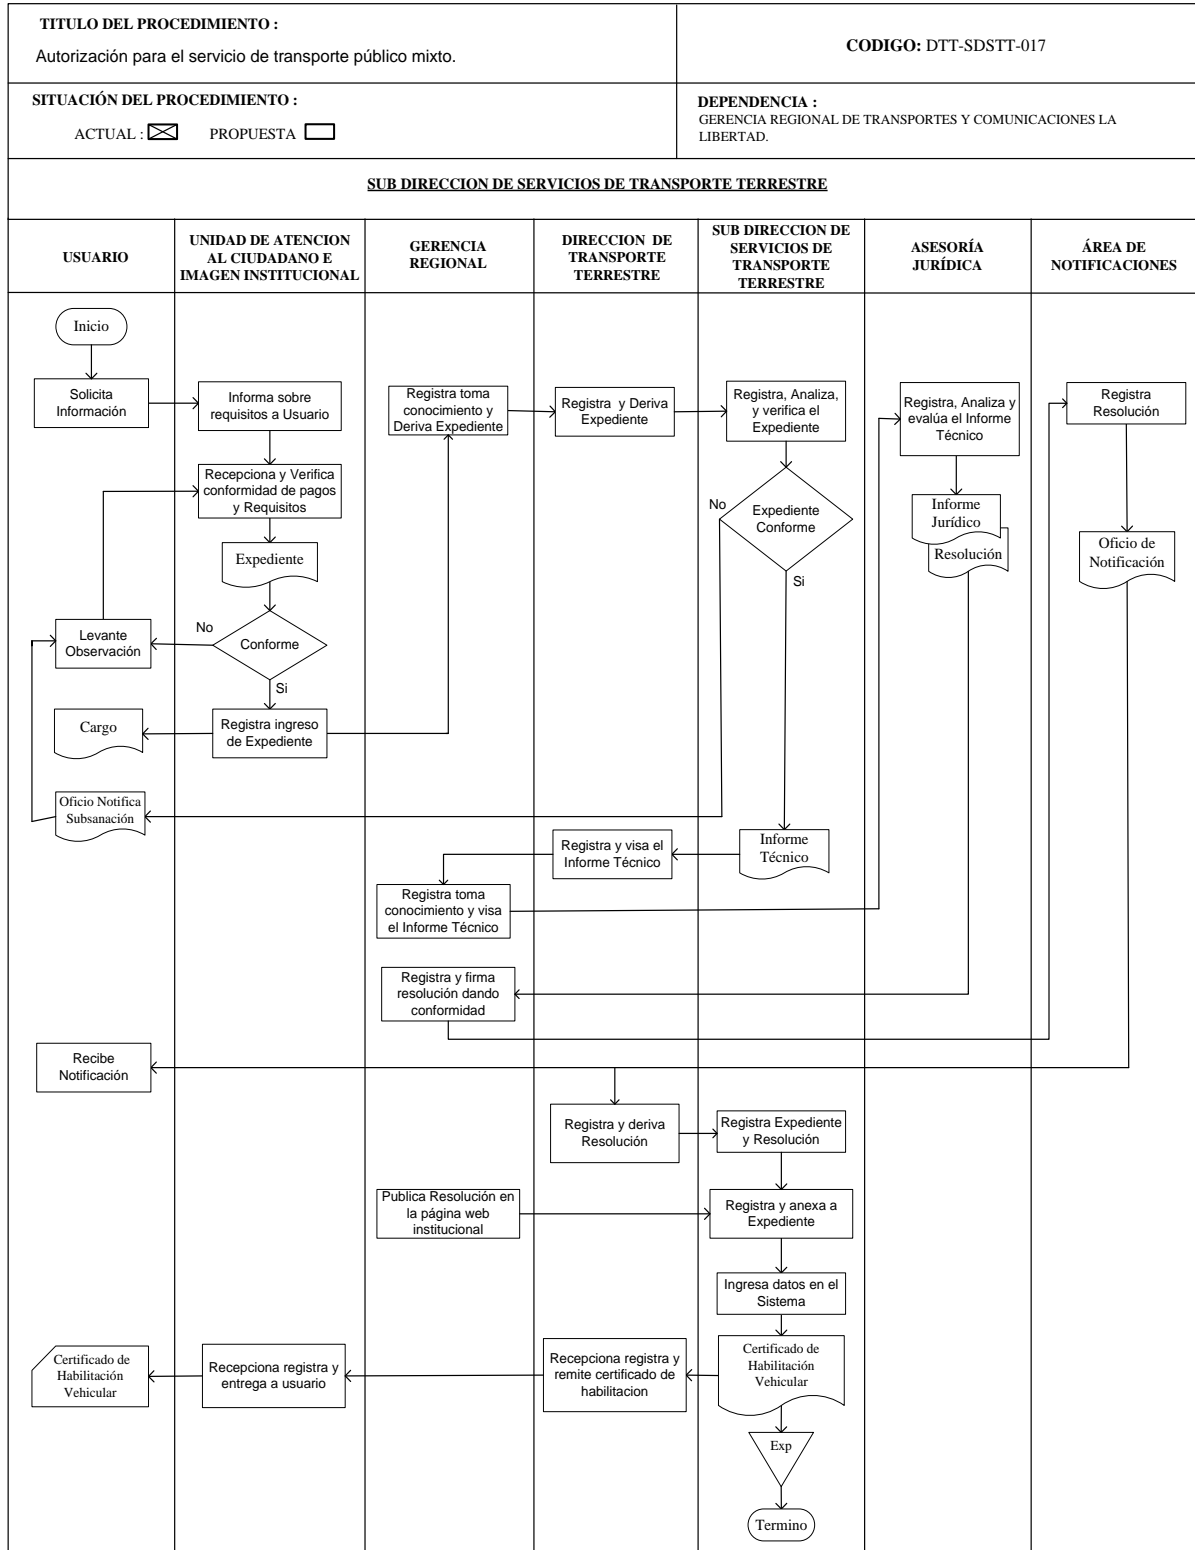 TITULO DEL PROCEDIMIENTO :
Autorización para el servicio de transporte público mixto.
CODIGO: DTT-SDSTT-017
SITUACIÓN DEL PROCEDIMIENTO :
ACTUAL : PROPUESTA
DEPENDENCIA :
GERENCIA REGIONAL DE TRANSPORTES Y COMUNICACIONES LA
LIBERTAD.
SUB DIRECCION DE SERVICIOS DE TRANSPORTE TERRESTRE
USUARIO
UNIDAD DE ATENCION
AL CIUDADANO E
IMAGEN INSTITUCIONAL
GERENCIA
REGIONAL
DIRECCION DE
TRANSPORTE
TERRESTRE
SUB DIRECCION DE
SERVICIOS DE
TRANSPORTE
TERRESTRE
ASESORÍA
JURÍDICA
ÁREA DE
NOTIFICACIONES
Inicio
Solicita
Información
Informa sobre
requisitos a Usuario
Registra toma
conocimiento y
Deriva Expediente
Registra y Deriva
Expediente
Registra, Analiza,
y verifica el
Expediente
Registra, Analiza y
evalúa el Informe
Técnico
Registra
Resolución
Recepciona y Verifica
conformidad de pagos
y Requisitos
No
Expediente
Conforme
Si
Informe
Jurídico
Resolución
Oficio de
Notificación
Expediente
Levante
Observación
No
Conforme
Si
Cargo
Registra ingreso
de Expediente
Oficio Notifica
Subsanación
Registra y visa el
Informe Técnico
Informe
Técnico
Registra toma
conocimiento y visa
el Informe Técnico
Registra y firma
resolución dando
conformidad
Recibe
Notificación
Registra y deriva
Resolución
Registra Expediente
y Resolución
Publica Resolución en
la página web
institucional
Registra y anexa a
Expediente
Ingresa datos en el
Sistema
Certificado de
Habilitación
Vehicular
Recepciona registra y
entrega a usuario
Recepciona registra y
remite certificado de
habilitacion
Certificado de
Habilitación
Vehicular
Exp
Termino